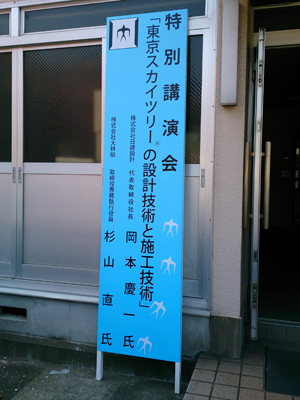 特別講演会
「東京スカイツリー®の設計技術と施工技術」
株式会社日建設計 代表取締役社長 岡本慶一氏
株式会社大林組 取締役専務執行役員 杉山直氏